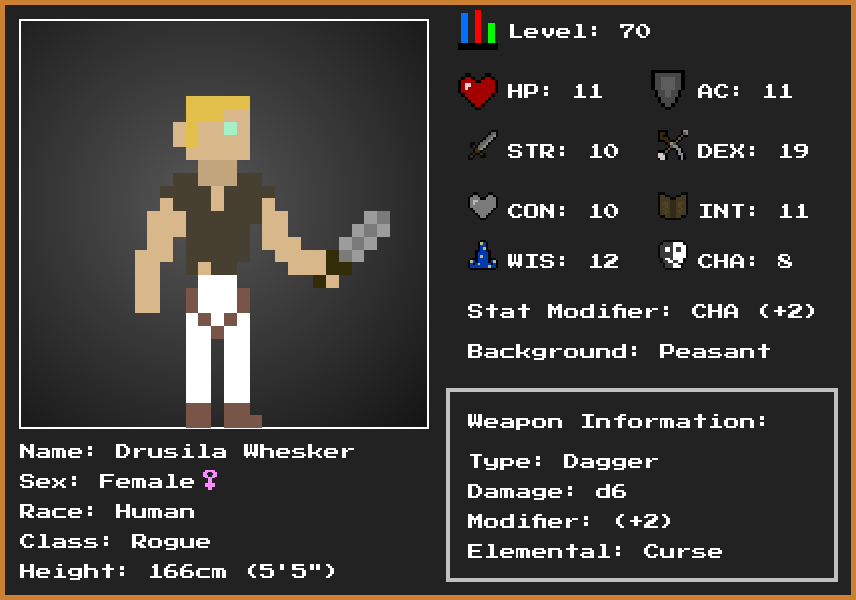 Level: 70
HP: 11 AC: 11
STR: 10 DEX: 19
CON: 10 INT: 11
WIS: 12 CHA: 8
Stat Modifier: CHA (+2)
Background: Peasant
Name: Drusila Whesker
Sex: Female♀
Race: Human
Class: Rogue
Height: 166cm (5'5")
Weapon Information:
Type: Dagger
Damage: d6
Modifier: (+2)
Elemental: Curse